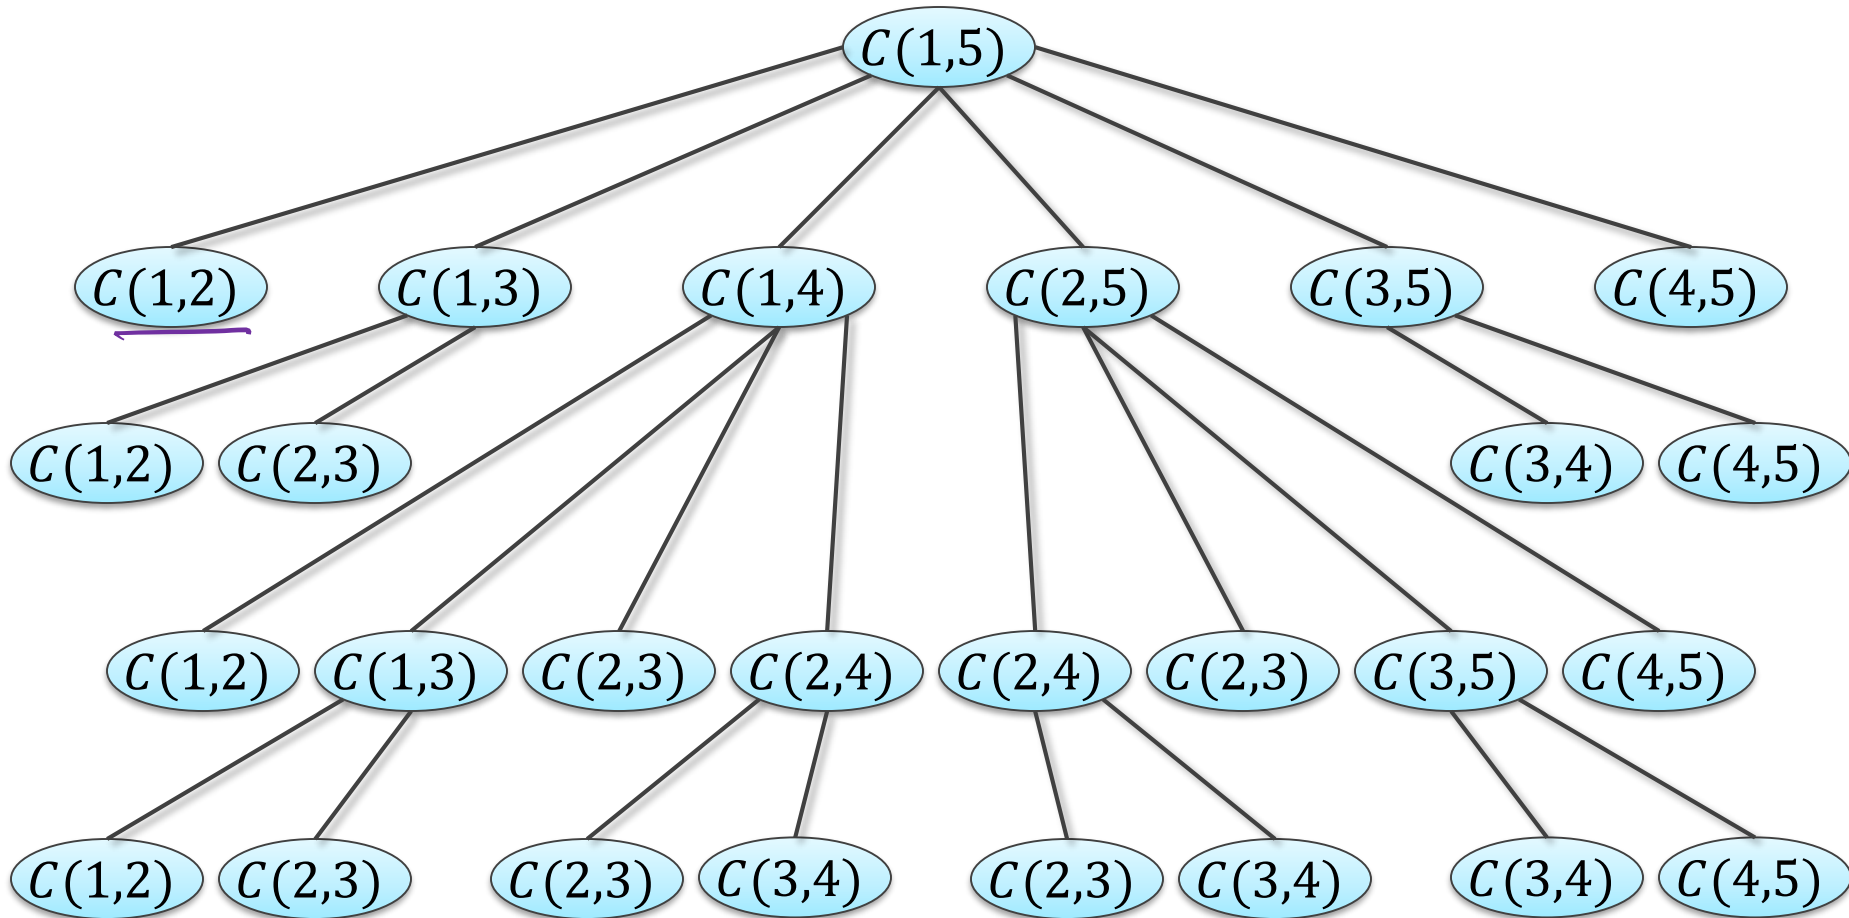 C(1,5)
C(1,2) C(1,3) C(1,4) C(2,5) C(3,5) C(4,5)
C(1,2) C(2,3) C(3,4) C(4,5)
C(1,2) C(1,3) C(2,3) C(2,4) C(2,4) C(2,3) C(3,5) C(4,5)
C(1,2) C(2,3) C(2,3) C(3,4) C(2,3) C(3,4) C(3,4) C(4,5)